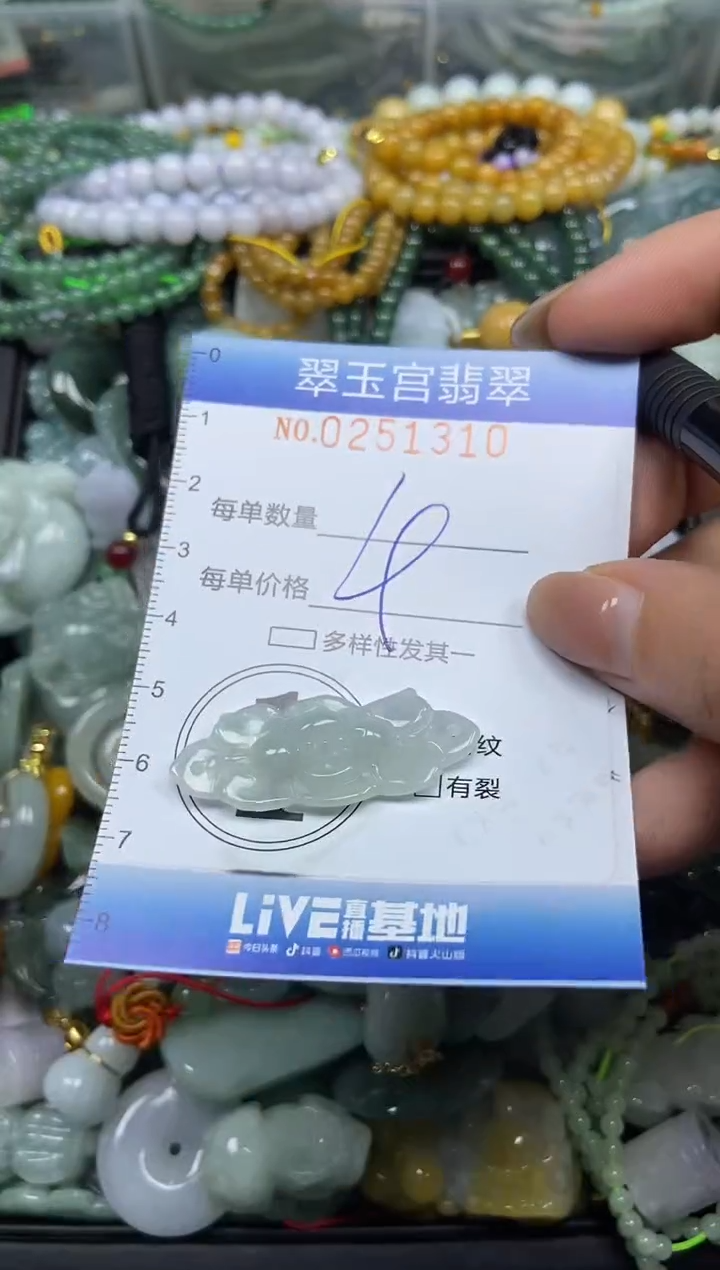 0
翠玉宫翡翠
1
NO.0251310
2
每单数量
3
每单价格
4
4
多样性发其一
5
纹
6
有裂
7
LiVE直播基地
8
今日头条 抖音 西瓜视频 抖音火山版